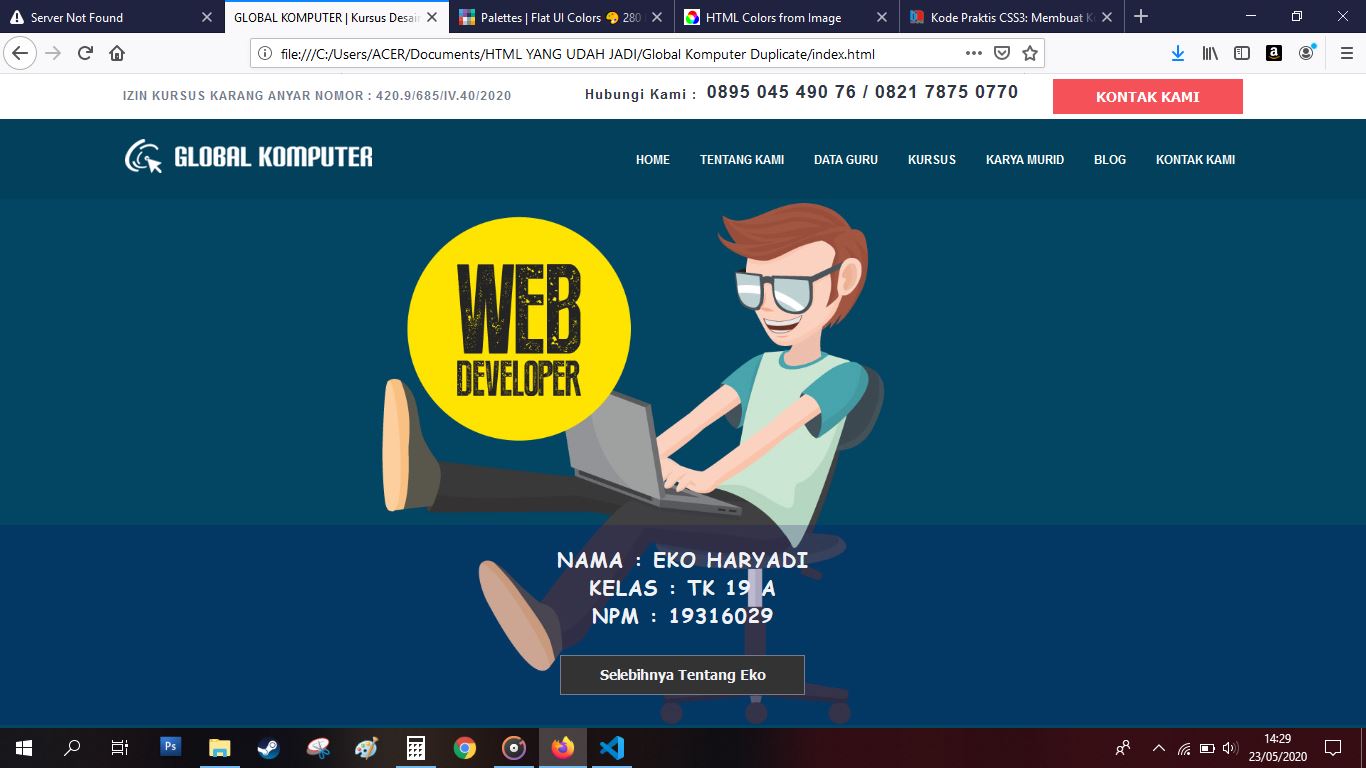 Server Not Found
GLOBAL KOMPUTER | Kursus Desain
Palettes | Flat UI Colors 🎨 280
HTML Colors from Image
Kode Praktis CSS3: Membuat
file:///C:/Users/ACER/Documents/HTML YANG UDAH JADI/Global Komputer Duplicate/index.html
IZIN KURSUS KARANG ANYAR NOMOR : 420.9/685/IV.40/2020
Hubungi Kami : 0895 045 490 76 / 0821 7875 0770
KONTAK KAMI
GLOBAL KOMPUTER
HOME TENTANG KAMI DATA GURU KURSUS KARYA MURID BLOG KONTAK KAMI
WEB
DEVELOPER
NAMA : EKO HARYADI
KELAS : TK 19 A
NPM : 19316029
Selebihnya Tentang Eko
Ps
14:29
23/05/2020